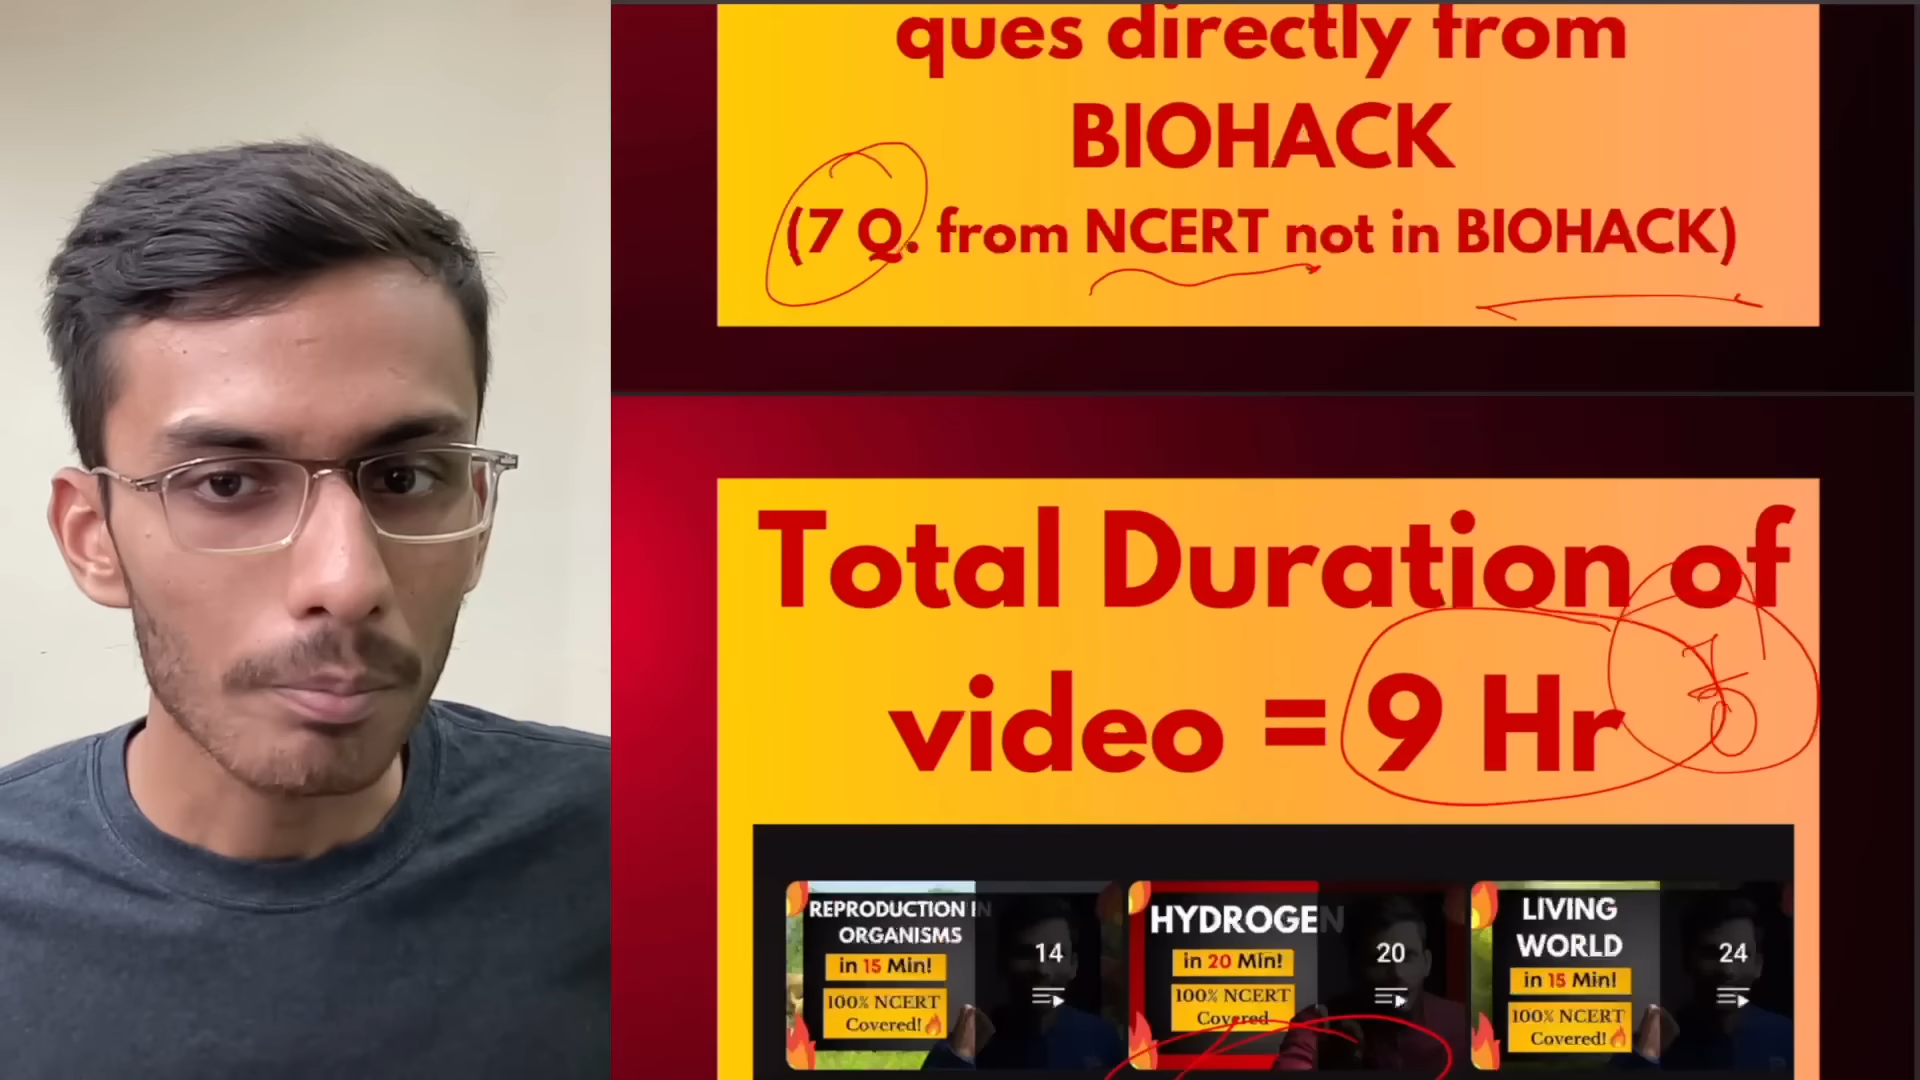 ques directly from
BIOHACK
(7 Q. from NCERT not in BIOHACK)
Total Duration of
video = 9 Hr
REPRODUCTION IN
ORGANISMS
in 15 Min!
100% NCERT
Covered!
14
HYDROGEN
in 20 Min!
100% NCERT
Covered
20
LIVING
WORLD
in 15 Min!
100% NCERT
Covered!
24